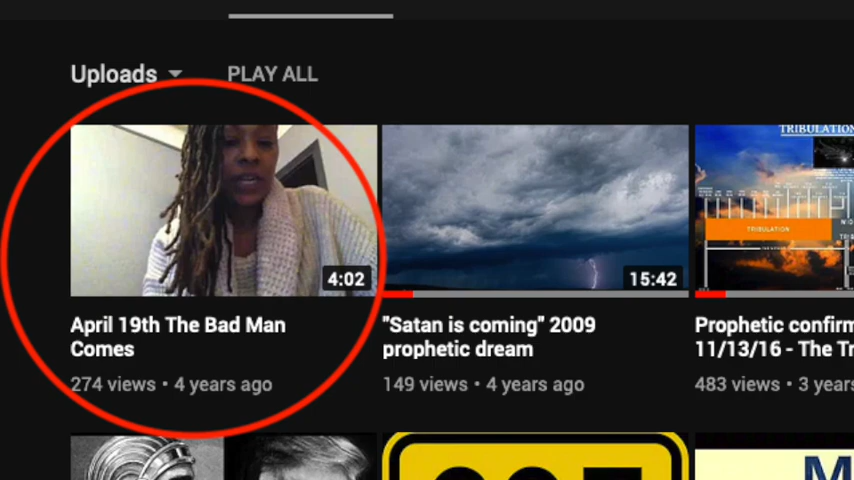 Uploads
PLAY ALL
4:02
15:42
TRIBULATION
TRIBULATION
April 19th The Bad Man
Comes
274 views • 4 years ago
"Satan is coming" 2009
prophetic dream
149 views • 4 years ago
Prophetic confirm
11/13/16 - The Tr
483 views • 3 years